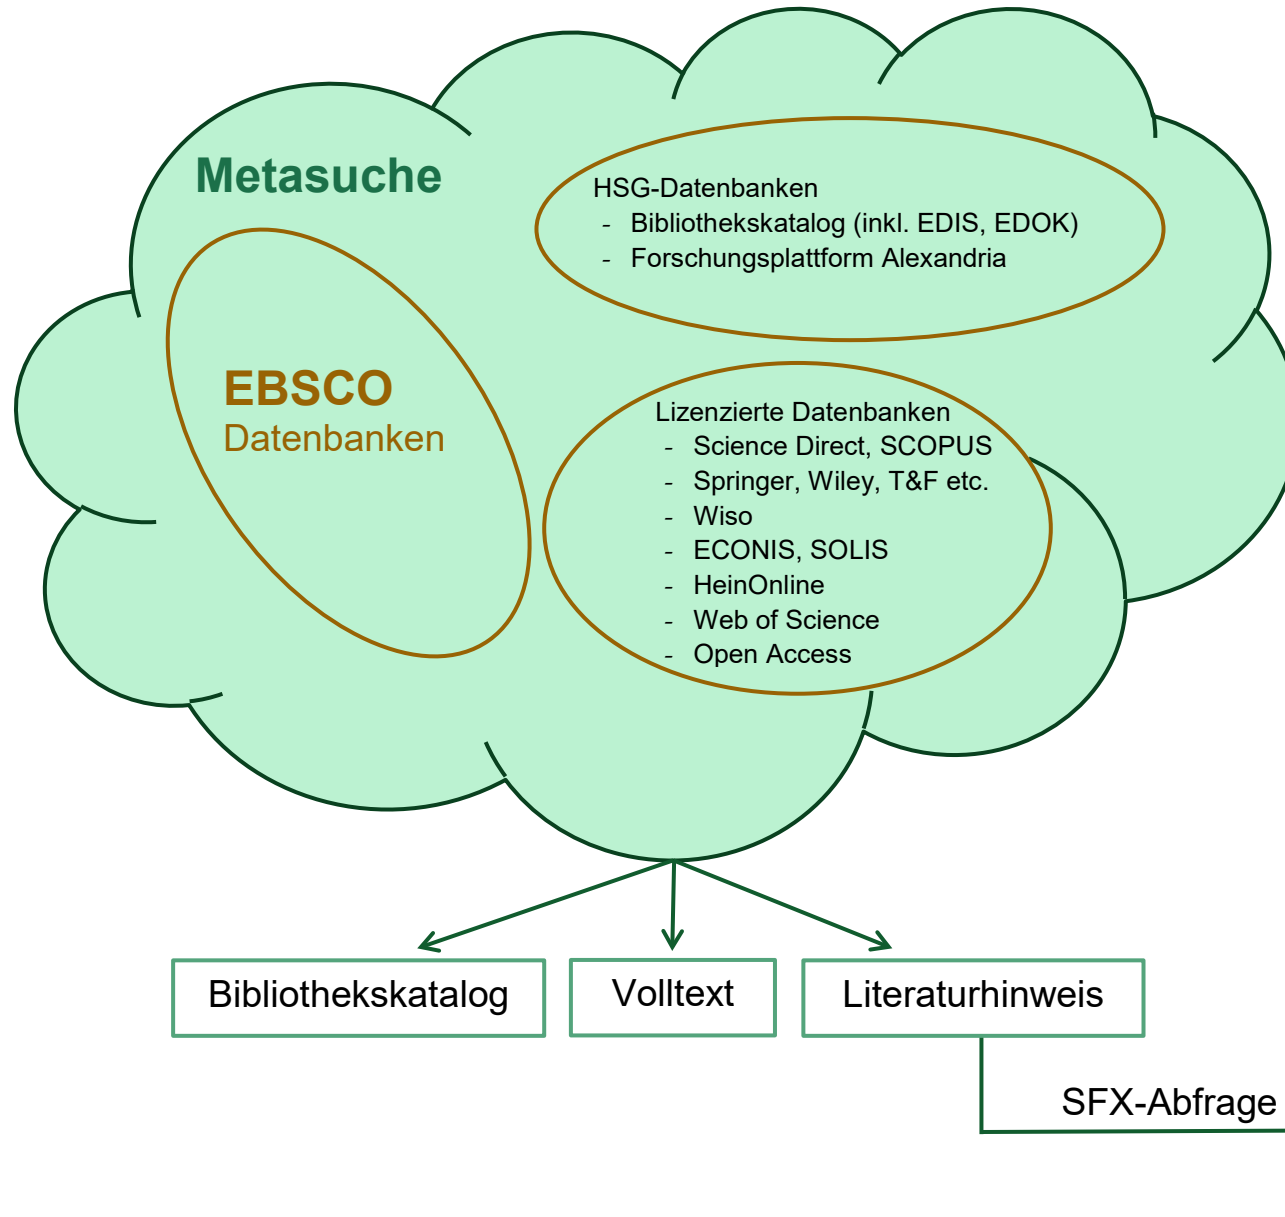 Metasuche
HSG-Datenbanken
- Bibliothekskatalog (inkl. EDIS, EDOK)
- Forschungsplattform Alexandria
EBSCO
Datenbanken
Lizenzierte Datenbanken
- Science Direct, SCOPUS
- Springer, Wiley, T&F etc.
- Wiso
- ECONIS, SOLIS
- HeinOnline
- Web of Science
- Open Access
Bibliothekskatalog
Volltext
Literaturhinweis
SFX-Abfrage